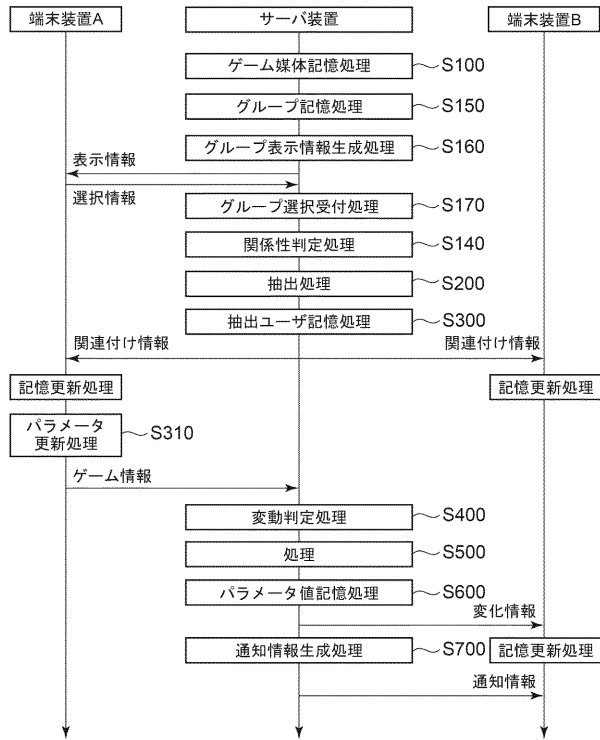 端末装置A
サーバ装置
端末装置B
ゲーム媒体記憶処理 S100
グループ記憶処理 S150
グループ表示情報生成処理 S160
表示情報
選択情報
グループ選択受付処理 S170
関係性判定処理 S140
抽出処理 S200
抽出ユーザ記憶処理 S300
関連付け情報
関連付け情報
記憶更新処理
記憶更新処理
パラメータ
更新処理
S310
ゲーム情報
変動判定処理 S400
処理 S500
パラメータ値記憶処理 S600
変化情報
通知情報生成処理 S700
記憶更新処理
通知情報